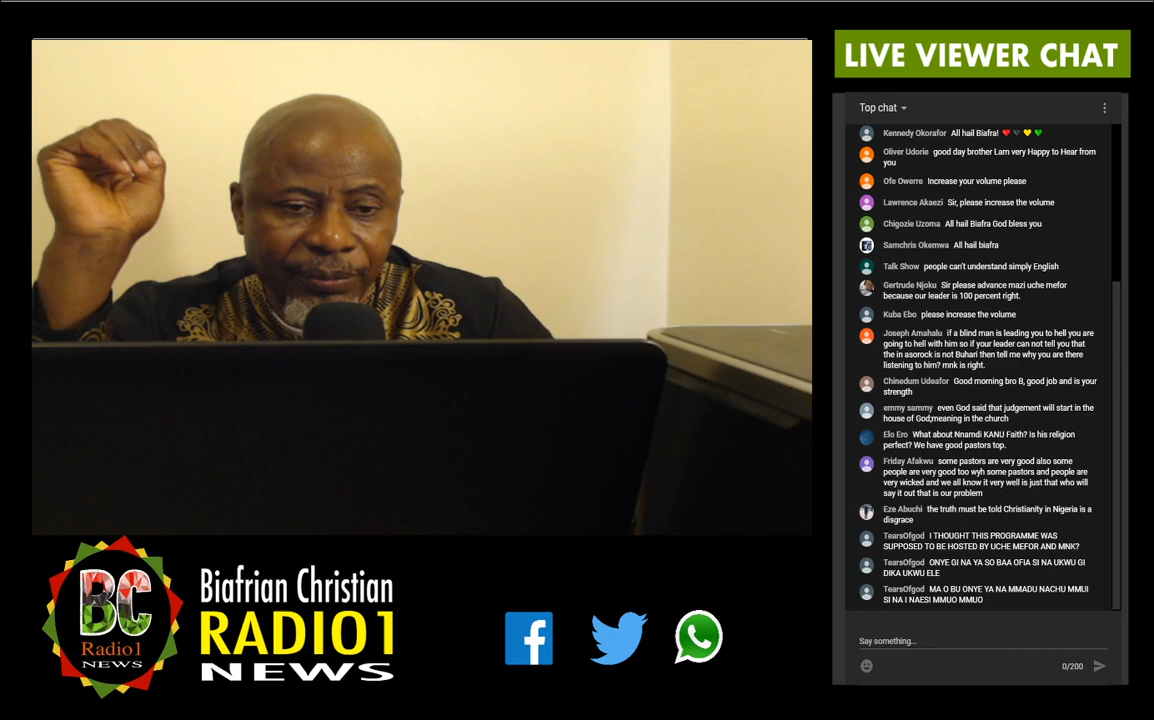 LIVE VIEWER CHAT
Top chat
Kennedy Okorafor All hail Biafra!
Oliver Udorie good day brother Lam very Happy to Hear from
you
Ofe Owerre Increase your volume please
Lawrence Akaezi Sir, please increase the volume
Chigozie Uzoma All hail Biafra God bless you
Samchris Okemwa All hail biafra
Talk Show people can't understand simply English
Gertrude Njoku Sir please advance mazi uche mefor
because our leader is 100 percent right.
Kuba Ebo please increase the volume
Joseph Amahalu if a blind man is leading you to hell you are
going to hell with him so if your leader can not tell you that
the in asorock is not Buhari then tell me why you are there
listening to him? mnk is right.
Chinedum Udeafor Good morning bro B, good job and is your
strength
emmy sammy even God said that judgement will start in the
house of God;meaning in the church
Elo Ero What about Nnamdi KANU Faith? Is his religion
perfect? We have good pastors top.
Friday Afakwu some pastors are very good also some
people are very good too wyh some pastors and people are
very wicked and we all know it very well is just that who will
say it out that is our problem
Eze Abuchi the truth must be told Christianity in Nigeria is a
disgrace
TearsOfgod I THOUGHT THIS PROGRAMME WAS
SUPPOSED TO BE HOSTED BY UCHE MEFOR AND MNK?
TearsOfgod ONYE GI NA YA SO BAA OFIA SI NA UKWU GI
DIKA UKWU ELE
TearsOfgod MA O BU ONYE YA NA MMADU NACHU MMUI
SI NA I NAESI MMUO MMUO
Say something...
0/200
BC
Radio1
NEWS
Biafrian Christian
RADIO1
NEWS